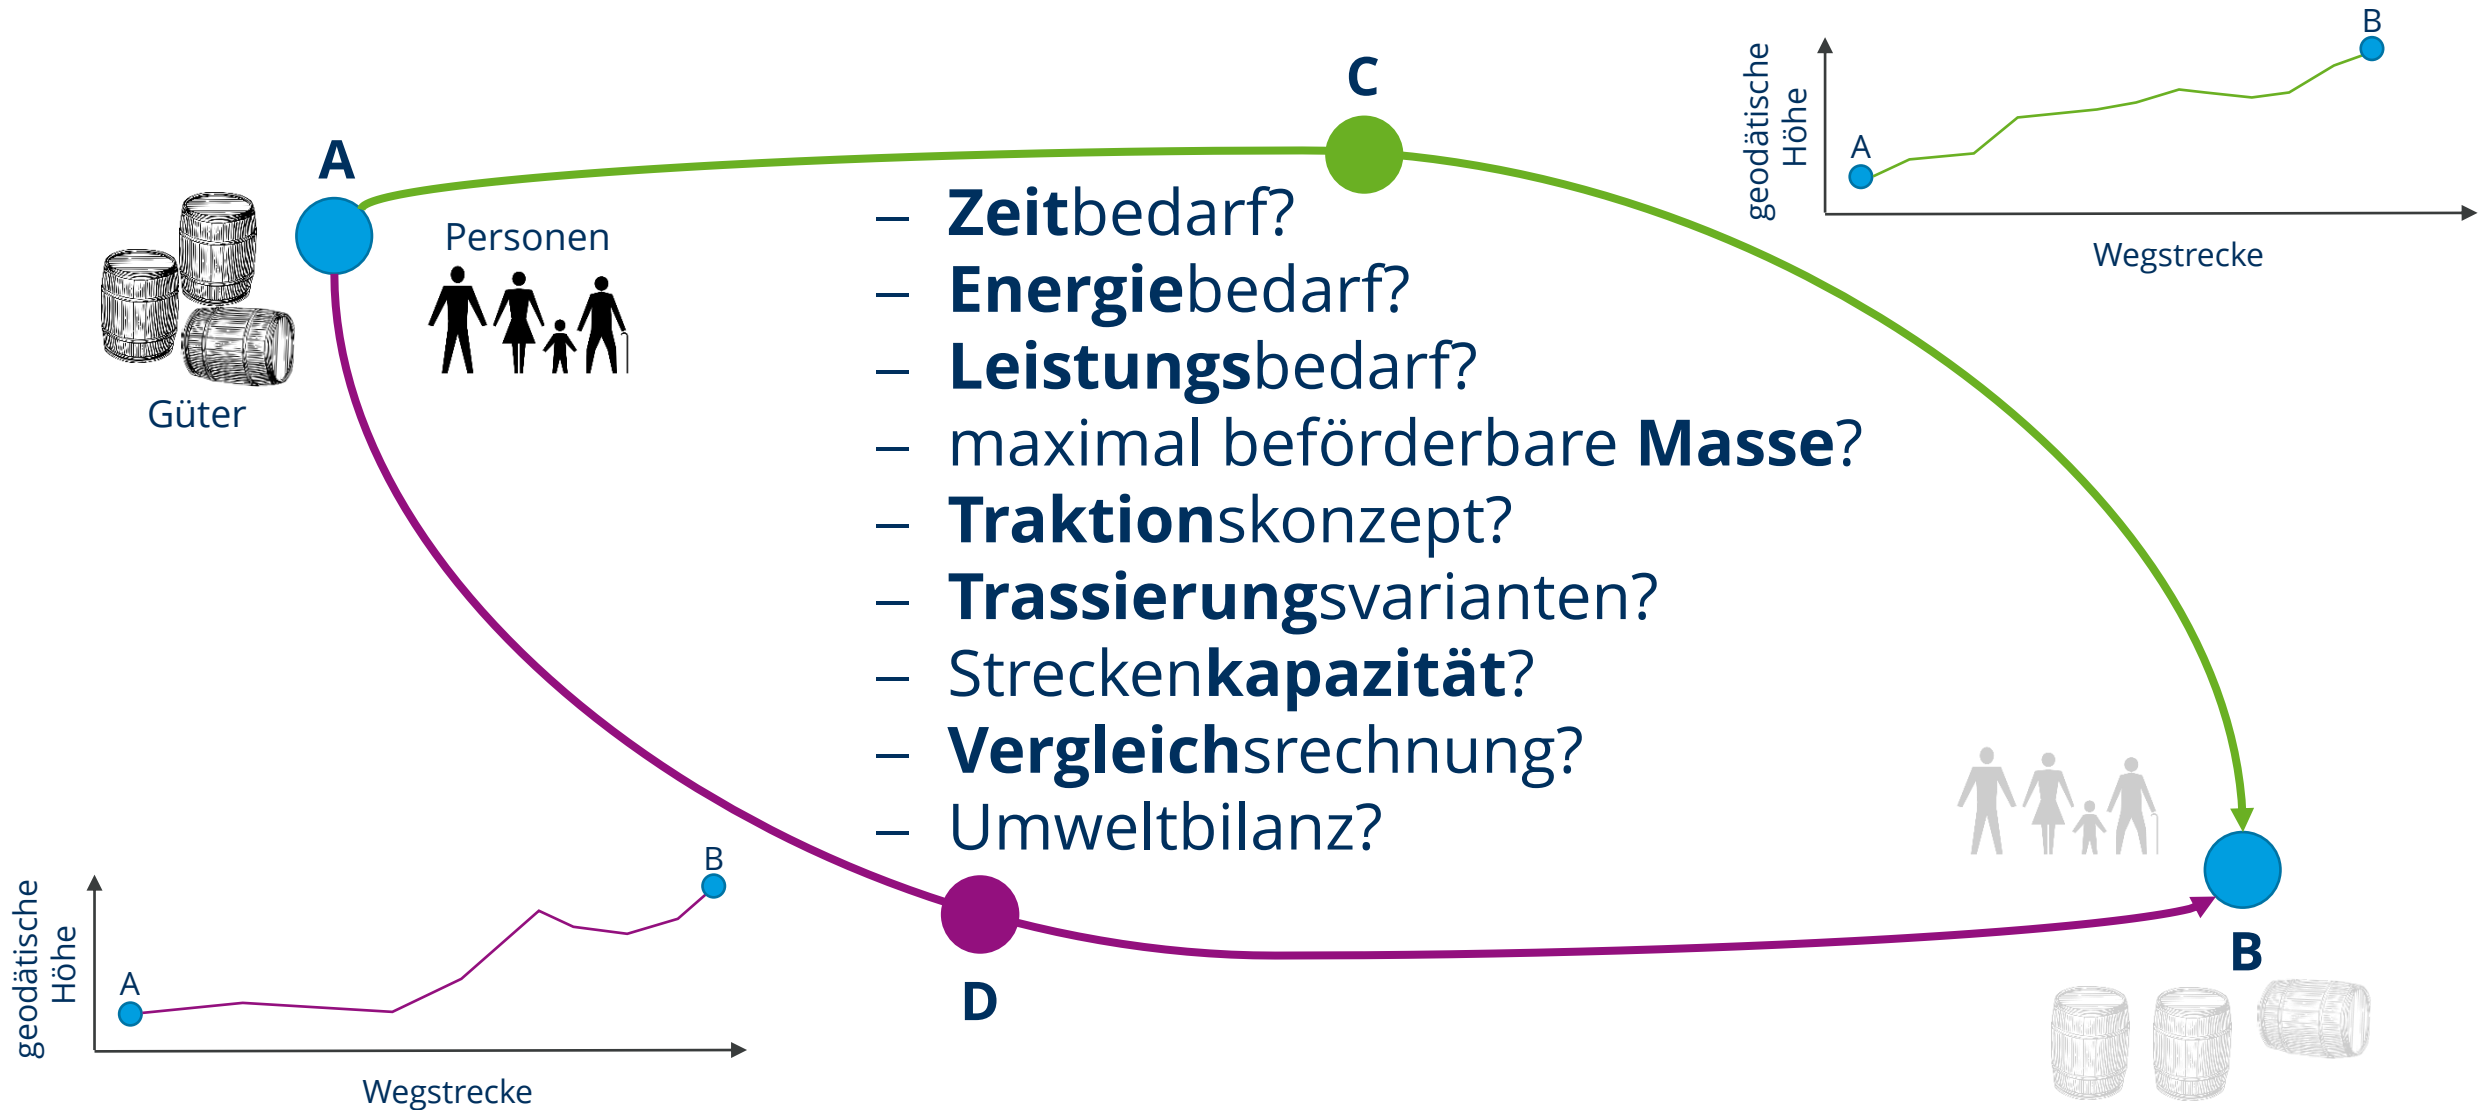 A
Güter
Personen
C
– Zeitbedarf?
– Energiebedarf?
– Leistungsbedarf?
– maximal beförderbare Masse?
– Traktionskonzept?
– Trassierungsvarianten?
– Streckenkapazität?
– Vergleichsrechnung?
– Umweltbilanz?
geodätische
Höhe
A
B
Wegstrecke
geodätische
Höhe
A
B
Wegstrecke
D
B